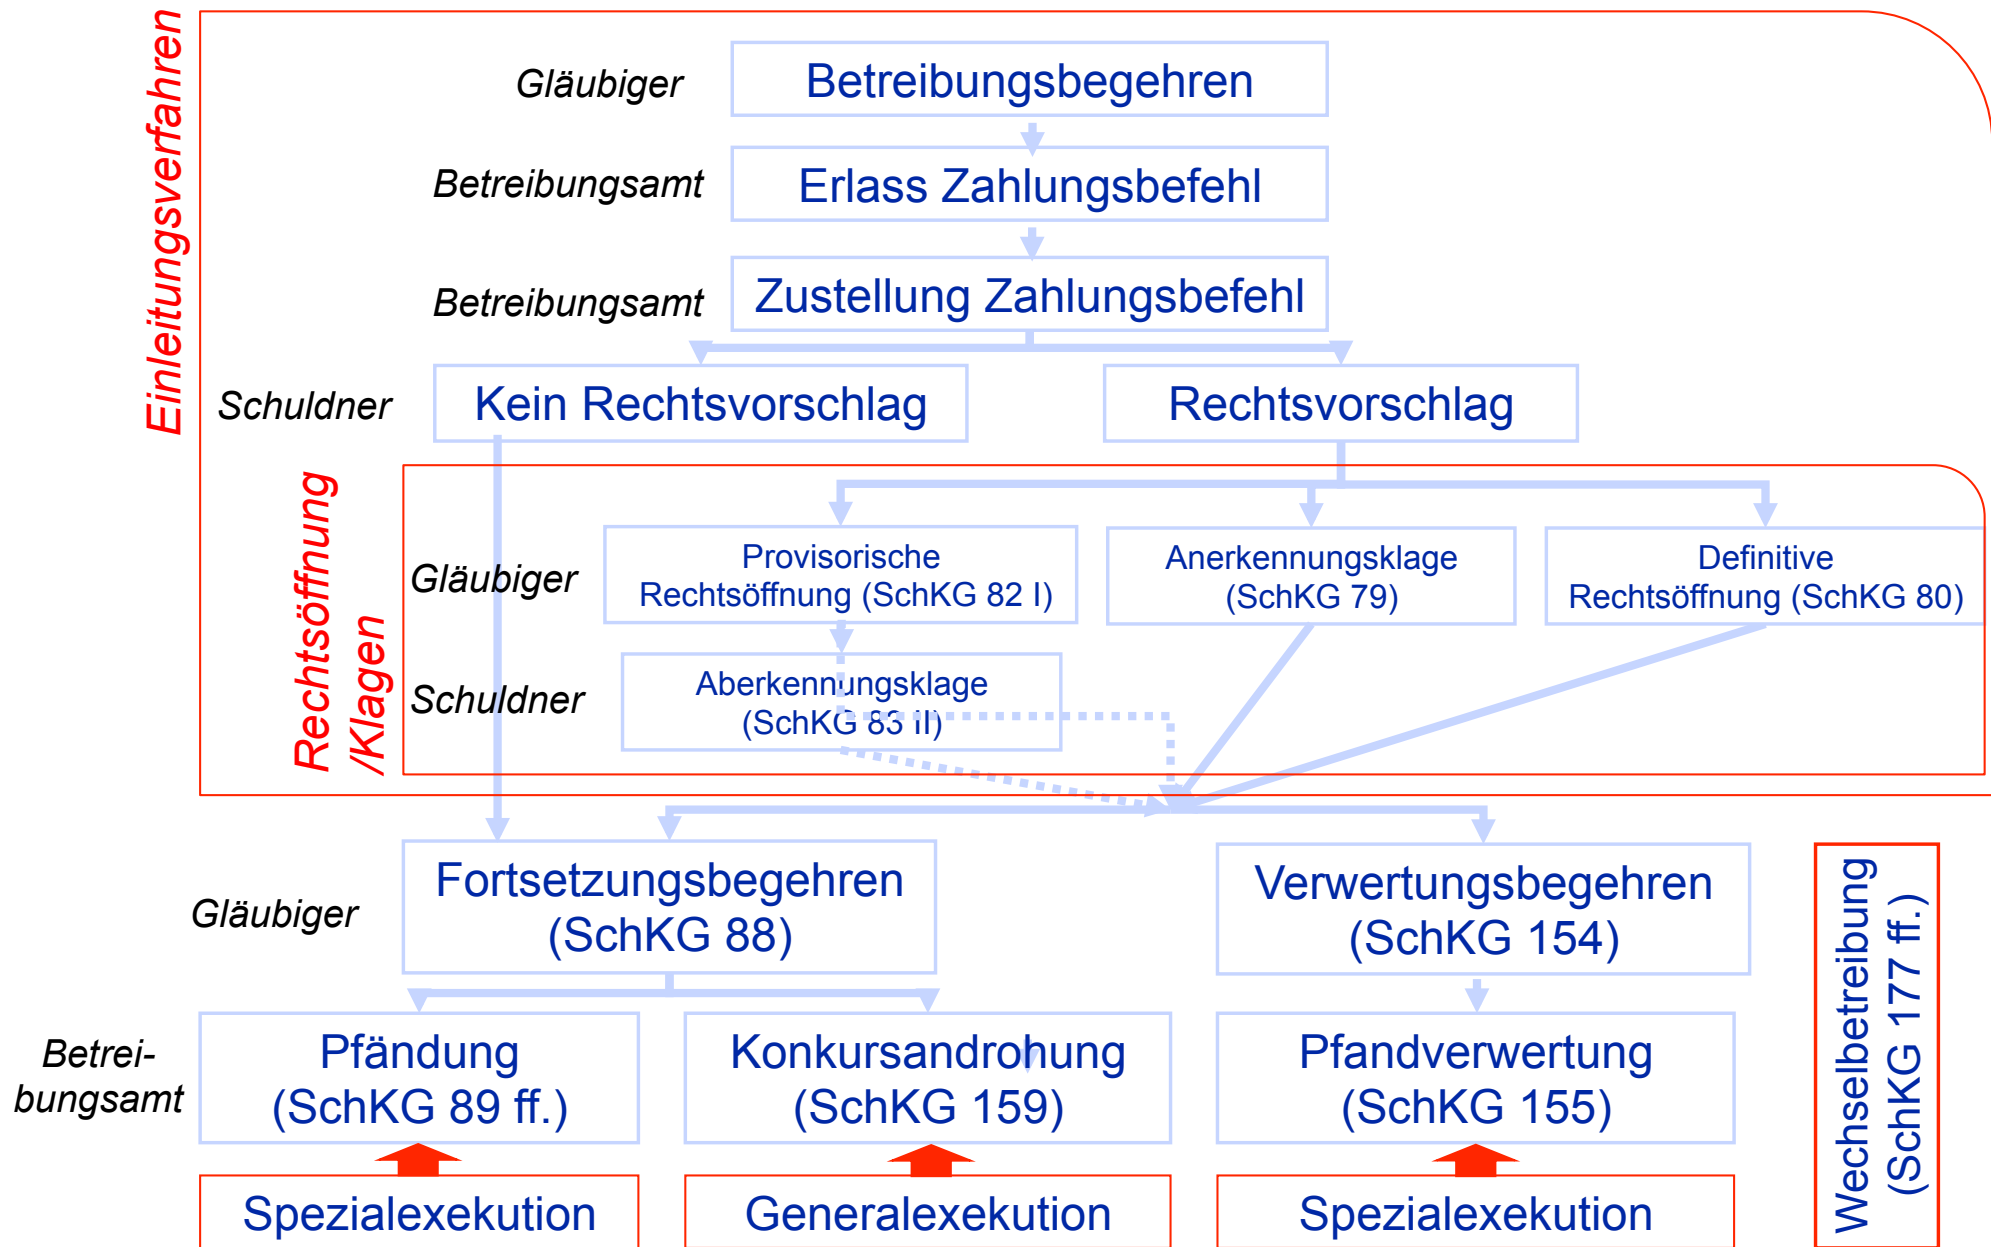 Einleitungsverfahren
Gläubiger
Betreibungsbegehren
Betreibungsamt
Erlass Zahlungsbefehl
Betreibungsamt
Zustellung Zahlungsbefehl
Schuldner
Kein Rechtsvorschlag
Rechtsvorschlag
Rechtsöffnung
/Klagen
Gläubiger
Provisorische
Rechtsöffnung (SchKG 82 I)
Anerkennungsklage
(SchKG 79)
Definitive
Rechtsöffnung (SchKG 80)
Schuldner
Aberkennungsklage
(SchKG 83 II)
Gläubiger
Fortsetzungsbegehren
(SchKG 88)
Verwertungsbegehren
(SchKG 154)
Wechselbetreibung
(SchKG 177 ff.)
Betrei-
bungsamt
Pfändung
(SchKG 89 ff.)
Konkursandrohung
(SchKG 159)
Pfandverwertung
(SchKG 155)
Spezialexekution
Generalexekution
Spezialexekution